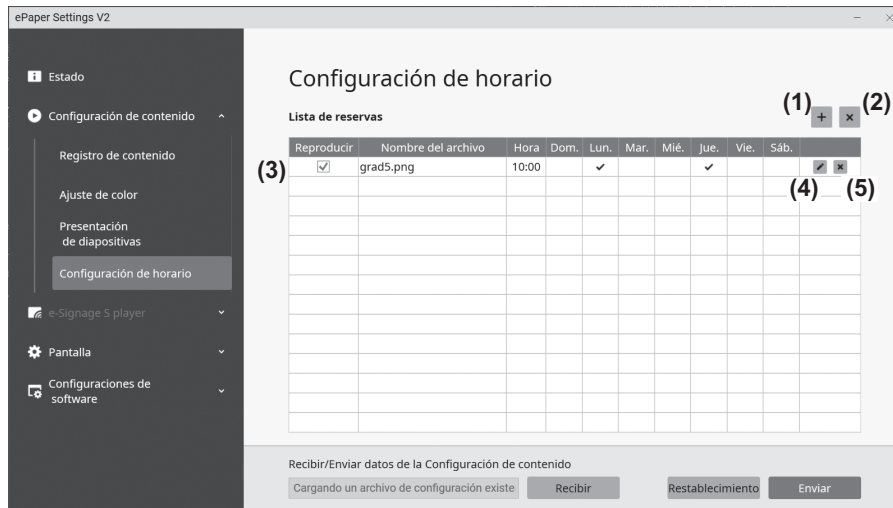 ePaper Settings V2
Estado
Configuración de contenido
Registro de contenido
Ajuste de color
Presentación
de diapositivas
Configuración de horario
e-Signage S player
Pantalla
Configuraciones de
software
Configuración de horario
(1) (2)
Lista de reservas
Reproducir Nombre del archivo Hora Dom. Lun. Mar. Mié. Jue. Vie. Sáb.
(3) grad5.png 10:00
(4) (5)
Recibir/Enviar datos de la Configuración de contenido
Cargando un archivo de configuración existe Recibir Restablecimiento Enviar